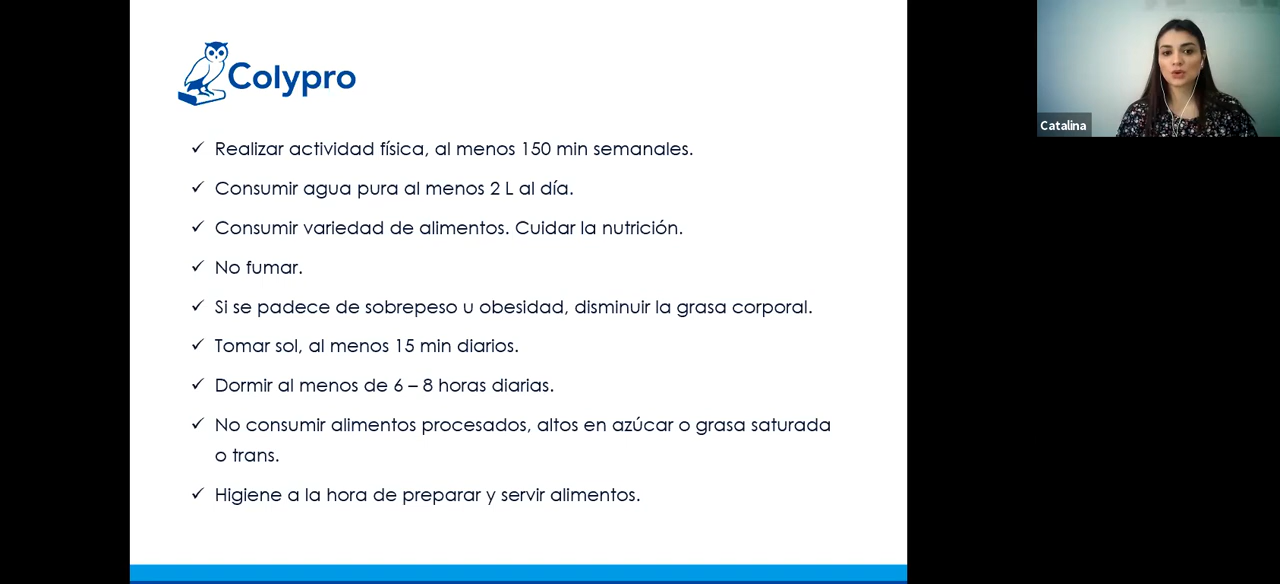 Colypro
✓ Realizar actividad física, al menos 150 min semanales.
✓ Consumir agua pura al menos 2 L al día.
✓ Consumir variedad de alimentos. Cuidar la nutrición.
✓ No fumar.
✓ Si se padece de sobrepeso u obesidad, disminuir la grasa corporal.
✓ Tomar sol, al menos 15 min diarios.
✓ Dormir al menos de 6 – 8 horas diarias.
✓ No consumir alimentos procesados, altos en azúcar o grasa saturada
o trans.
✓ Higiene a la hora de preparar y servir alimentos.
Catalina